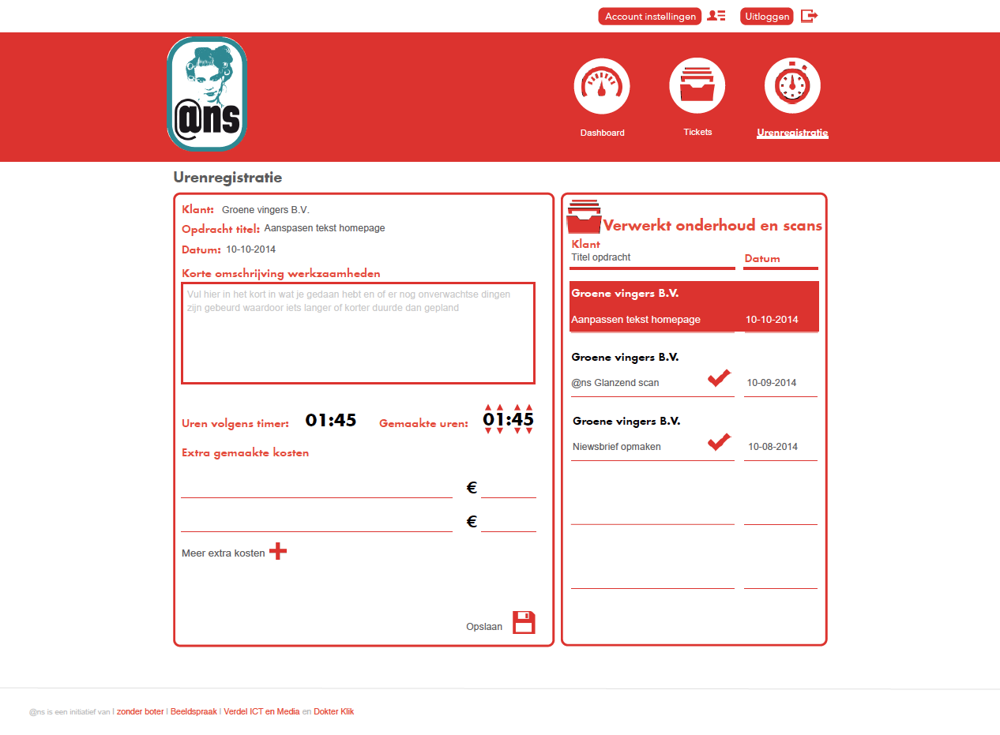 Account instellingen
Uitloggen
@ns
Dashboard
Tickets
Urenregistratie
Urenregistratie
Klant: Groene vingers B.V.
Opdracht titel: Aanspasen tekst homepage
Datum: 10-10-2014
Korte omschrijving werkzaamheden
Vul hier in het kort in wat je gedaan hebt en of er nog onverwachtse dingen
zijn gebeurd waardoor iets langer of korter duurde dan gepland
Uren volgens timer: 01:45 Gemaakte uren: 01:45
Extra gemaakte kosten
€
€
Meer extra kosten
Opslaan
Verwerkt onderhoud en scans
Klant
Titel opdracht
Datum
Groene vingers B.V.
Aanpassen tekst homepage 10-10-2014
Groene vingers B.V.
@ns Glanzend scan 10-09-2014
Groene vingers B.V.
Niewsbrief opmaken 10-08-2014
@ns is een initiatief van I zonder boter I Beeldspraak I Verdel ICT en Media en Dokter Klik